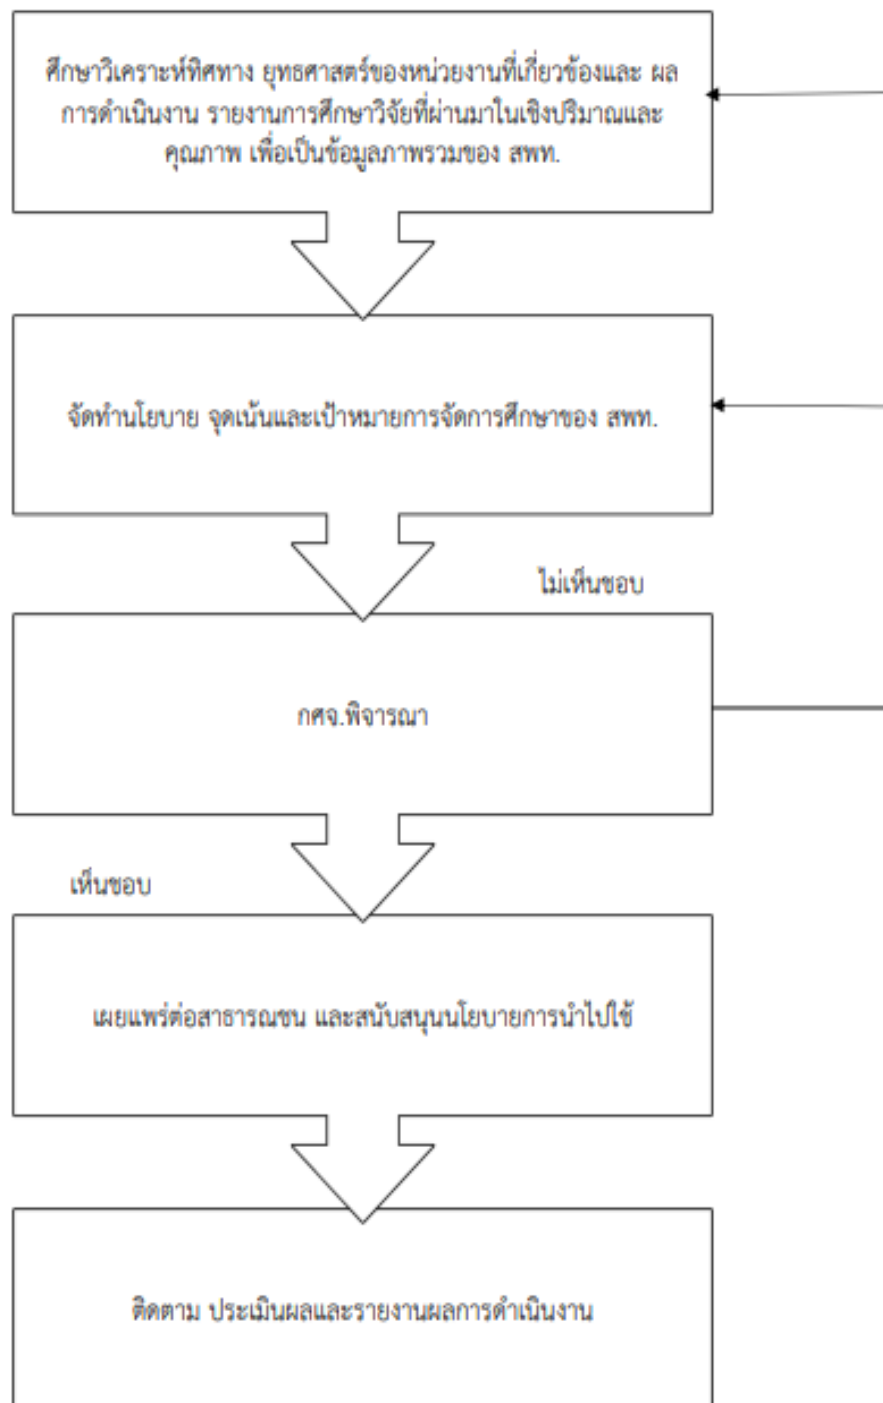 ศึกษาวิเคราะห์ทิศทาง ยุทธศาสตร์ของหน่วยงานที่เกี่ยวข้องและ ผล
การดำเนินงาน รายงานการศึกษาวิจัยที่ผ่านมาในเชิงปริมาณและ
คุณภาพ เพื่อเป็นข้อมูลภาพรวมของ สพท.
จัดทำนโยบาย จุดเน้นและเป้าหมายการจัดการศึกษาของ สพท.
ไม่เห็นชอบ
กศจ.พิจารณา
เห็นชอบ
เผยแพร่ต่อสาธารณชน และสนับสนุนนโยบายการนำไปใช้
ติดตาม ประเมินผลและรายงานผลการดำเนินงาน